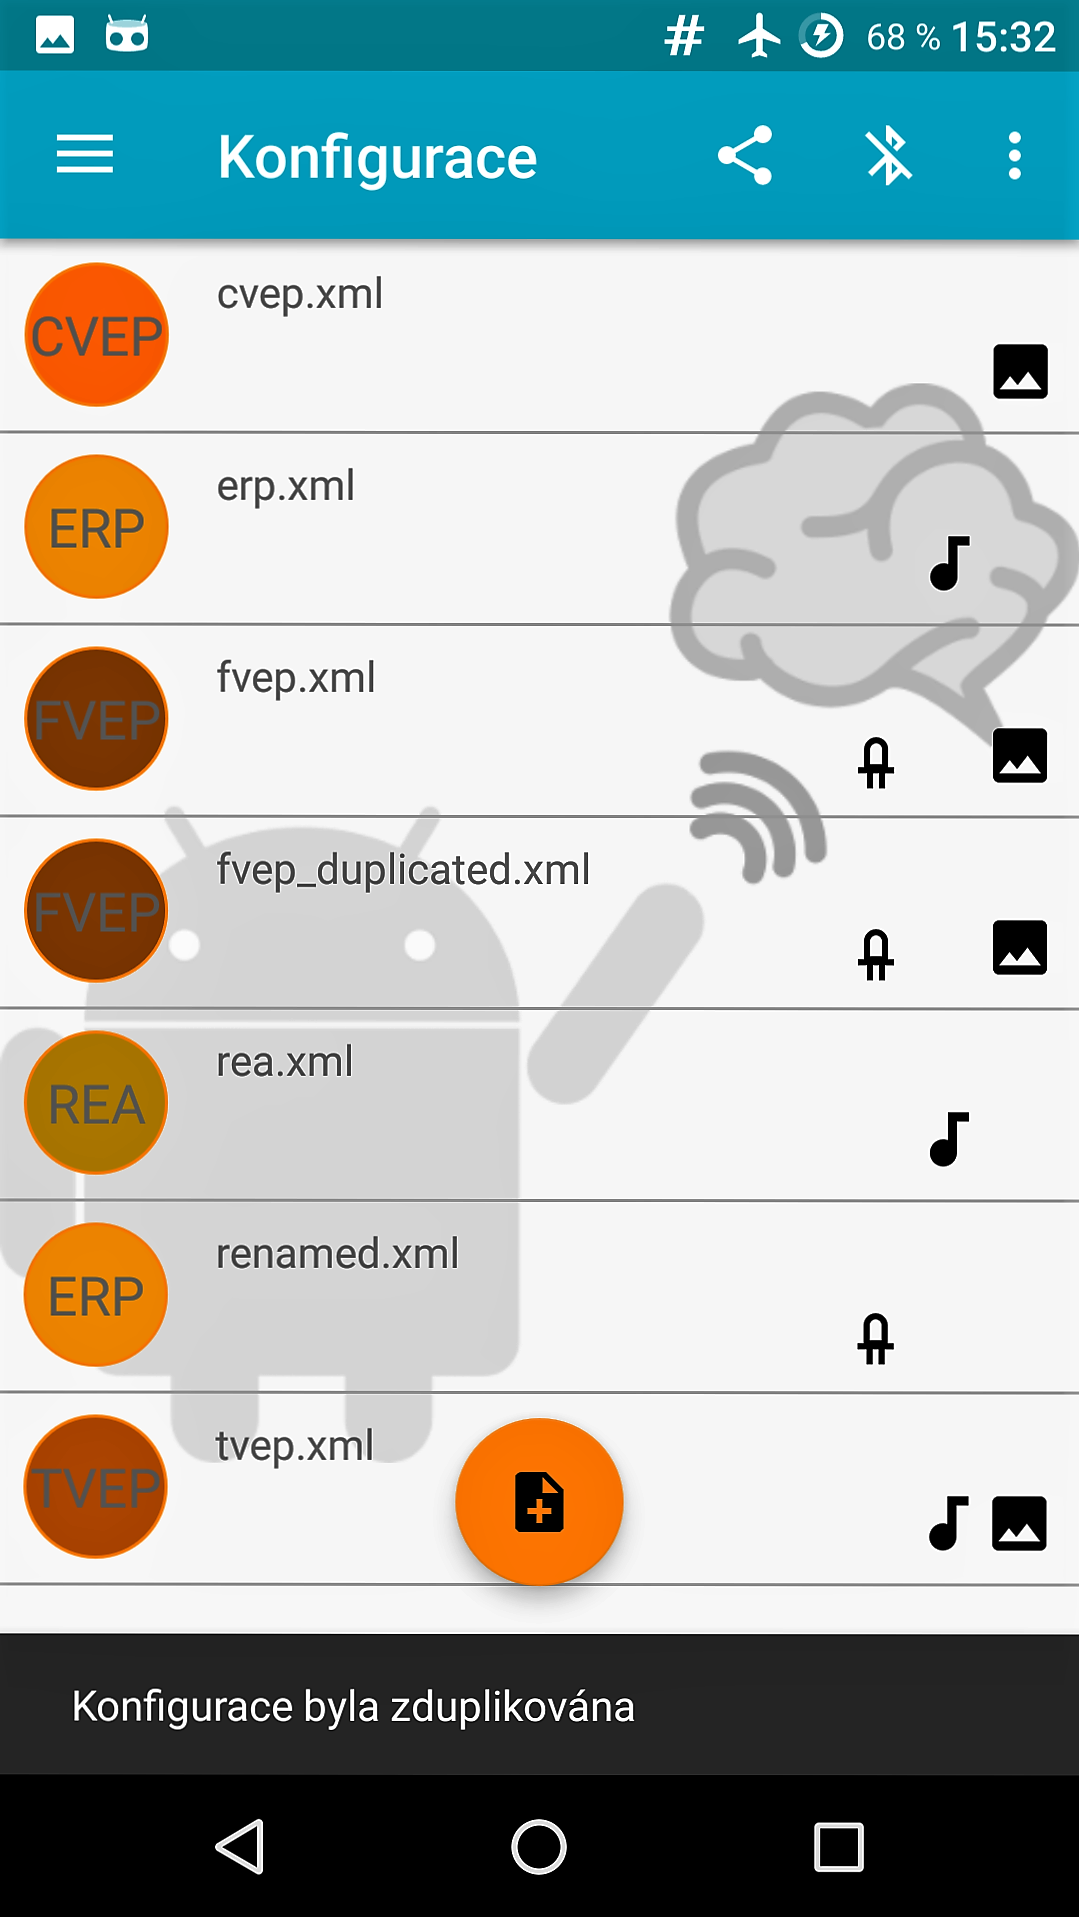 # 68 % 15:32
Konfigurace
CVEP cvep.xml
ERP erp.xml
FVEP fvep.xml
FVEP fvep_duplicated.xml
REA rea.xml
ERP renamed.xml
TVEP tvep.xml
Konfigurace byla zduplikována